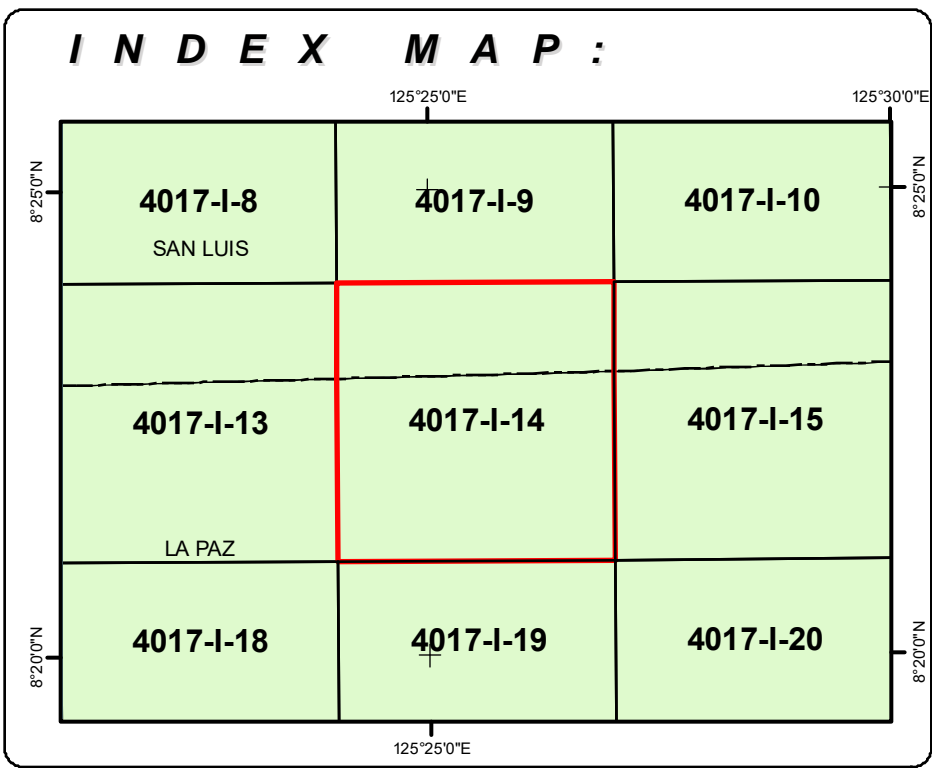 INDEX MAP:
125°25'0"E
125°30'0"E
8°25'0"N
8°25'0"N
4017-I-8
4017-I-9
4017-I-10
SAN LUIS
4017-I-13
4017-I-14
4017-I-15
LA PAZ
4017-I-18
4017-I-19
4017-I-20
8°20'0"N
8°20'0"N
125°25'0"E